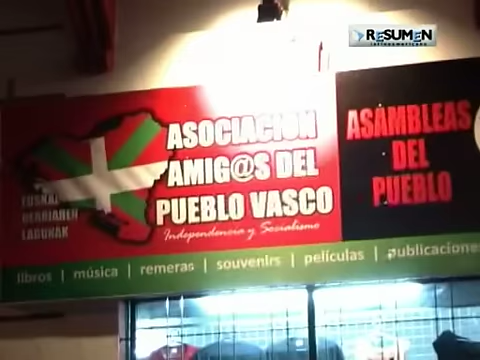 RESUMEN
latinoamericano
ASOCIACION
AMIG@S DEL
PUEBLO VASCO
Independencia y Socialismo
EUSKAL
HERRIAREN
LAGUNAK
ASAMBLEAS
DEL
PUEBLO
libros | música | remeras | souvenirs | películas | publicaciones